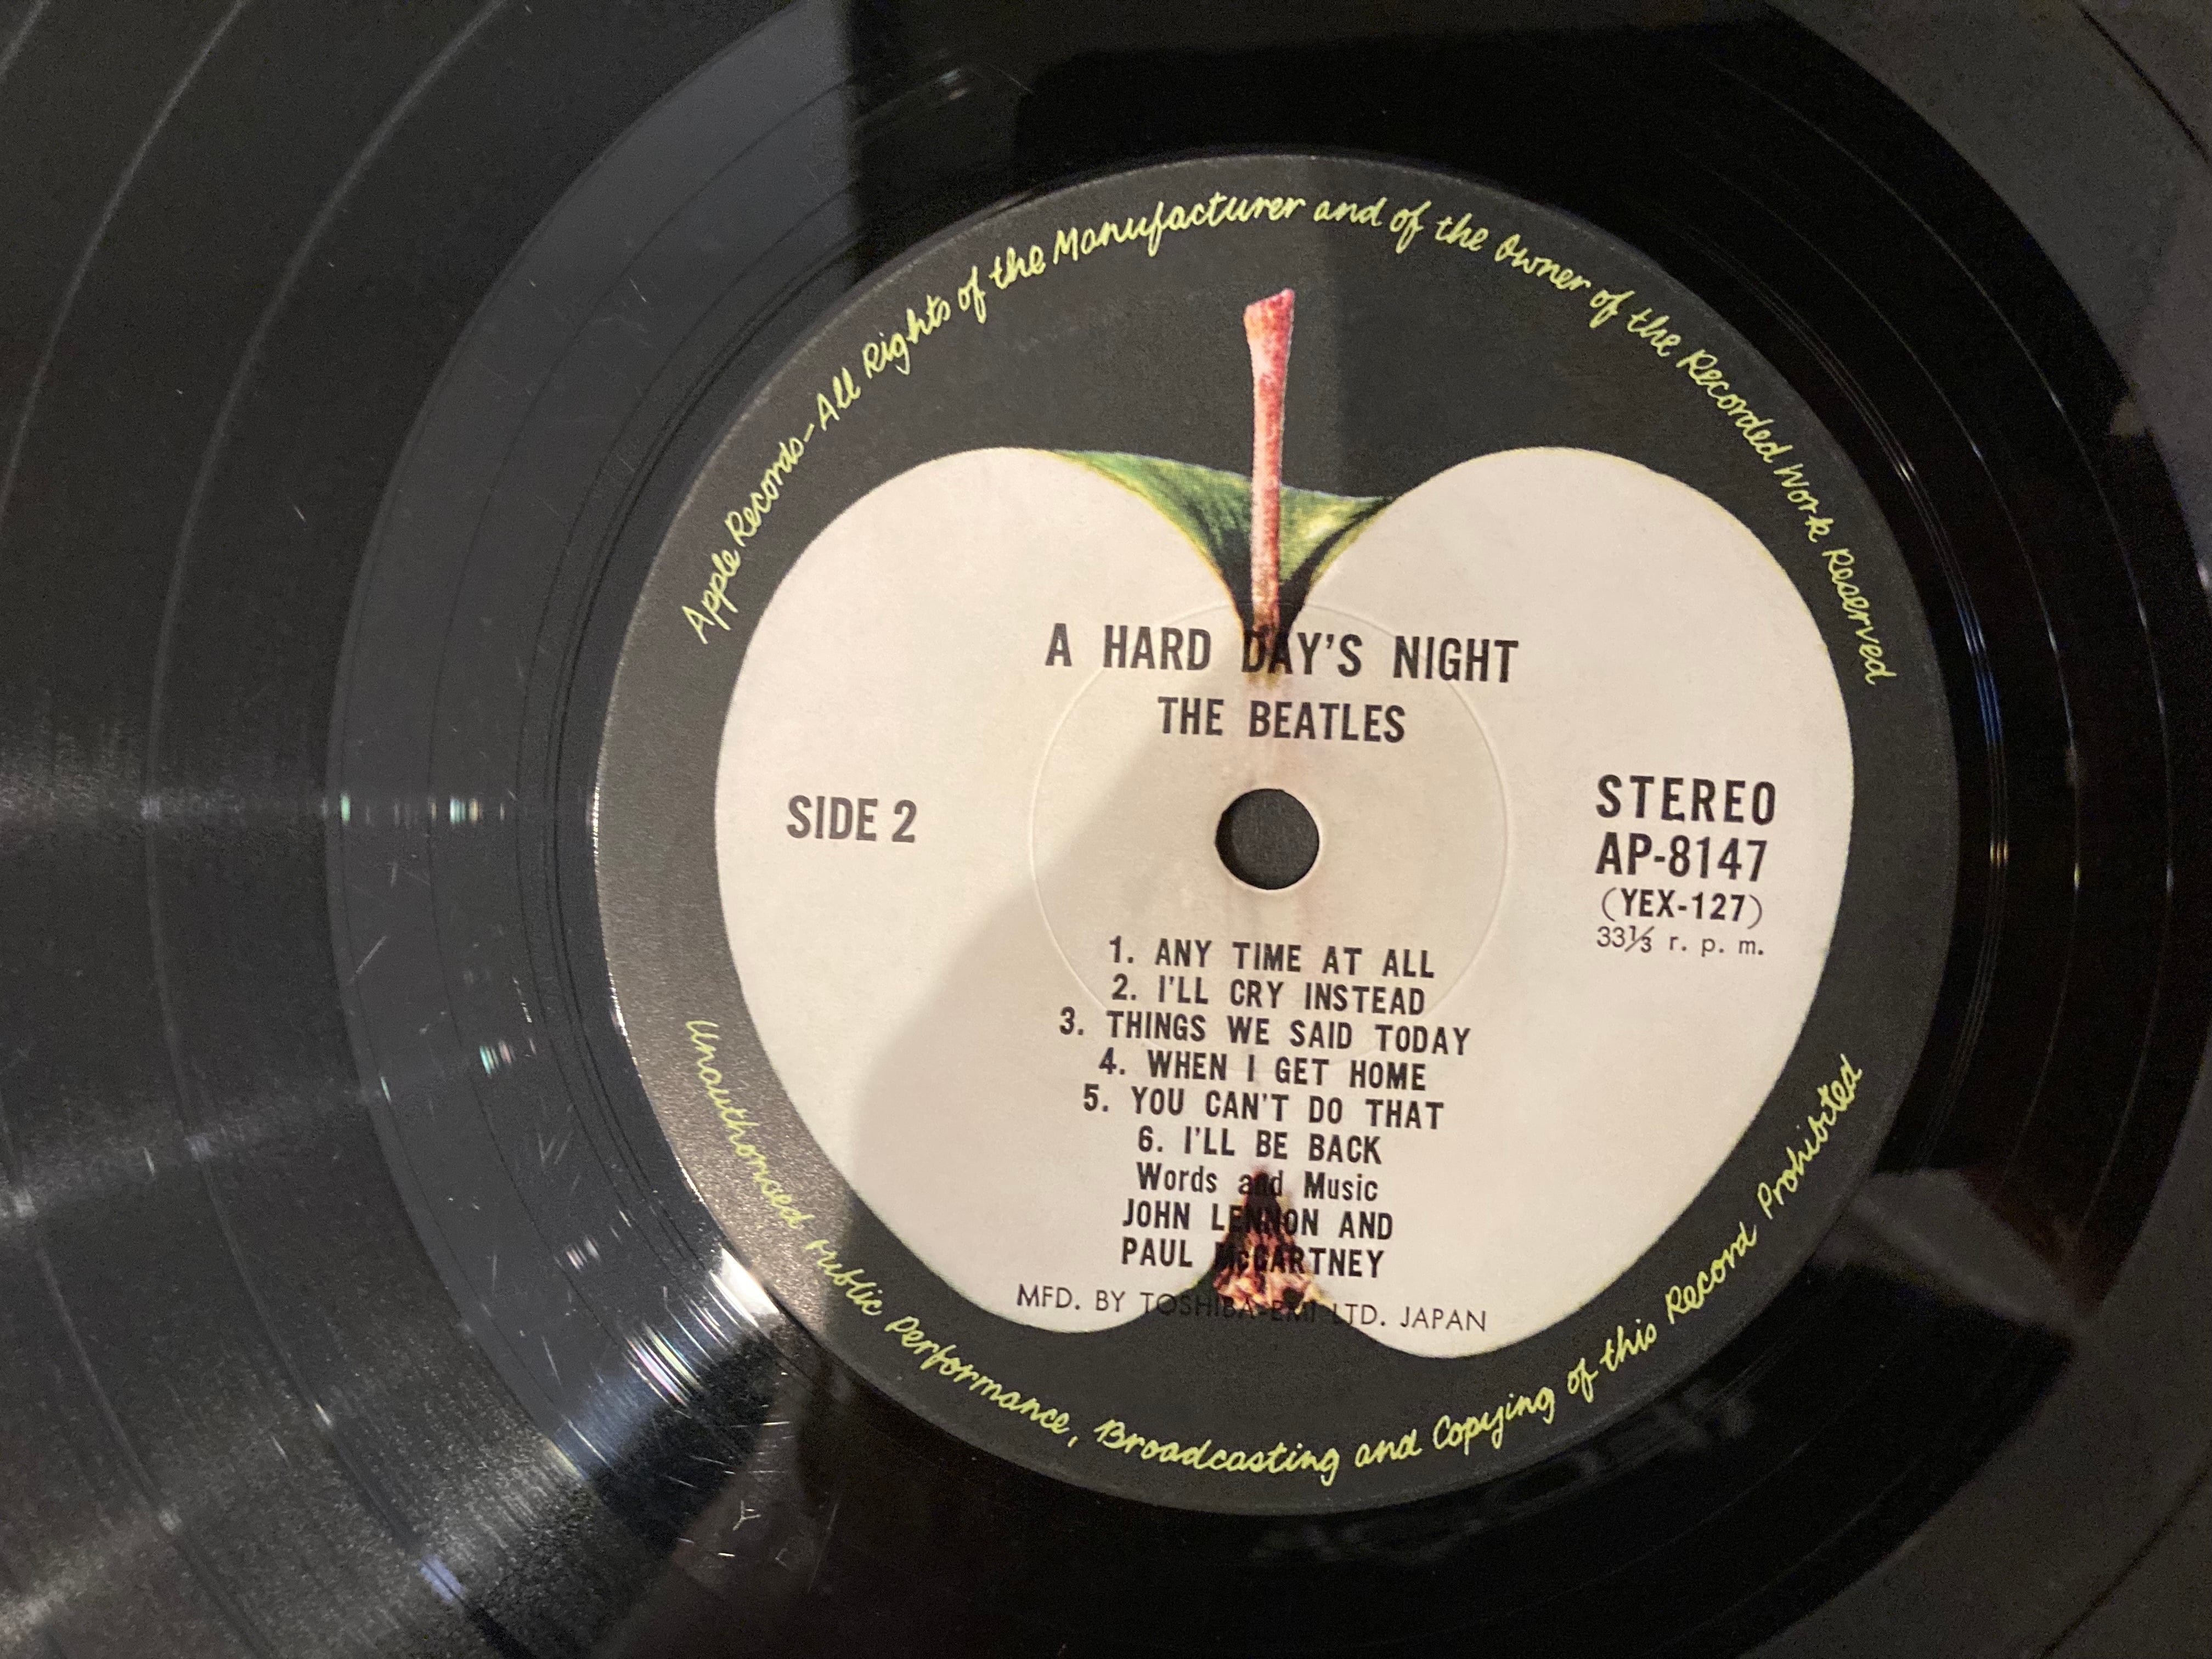 Apple Records-All Rights of the Manufacturer and of the Owner of the Recorded Work Reserved
A HARD DAY'S NIGHT
THE BEATLES
SIDE 2
STEREO
AP-8147
(YEX-127)
33⅓ r. p. m.
1. ANY TIME AT ALL
2. I'LL CRY INSTEAD
3. THINGS WE SAID TODAY
4. WHEN I GET HOME
5. YOU CAN'T DO THAT
6. I'LL BE BACK
Words and Music
JOHN LENNON AND
PAUL McCARTNEY
MFD. BY TOSHIBA-EMI LTD. JAPAN
Unauthorized Public Performance, Broadcasting and Copying of this Record Prohibited